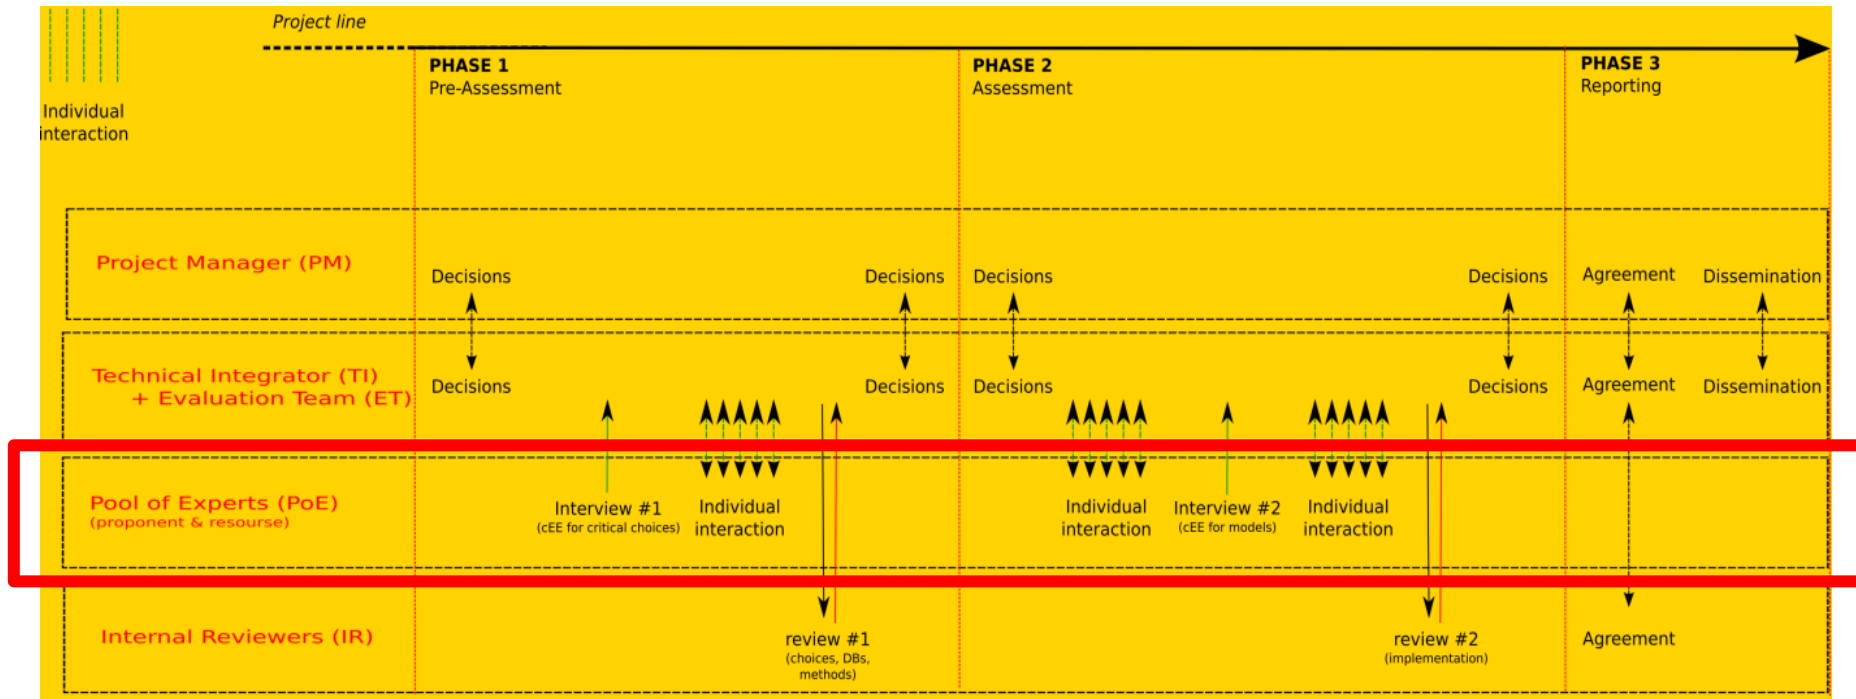 Project line
PHASE 1
Pre-Assessment
PHASE 2
Assessment
PHASE 3
Reporting
Individual
interaction
Project Manager (PM)
Decisions
Decisions
Decisions
Decisions
Agreement
Dissemination
Technical Integrator (TI)
+ Evaluation Team (ET)
Decisions
Decisions
Decisions
Decisions
Agreement
Dissemination
Pool of Experts (PoE)
(proponent & resourse)
Interview #1
(cEE for critical choices)
Individual
interaction
Individual
interaction
Interview #2
(cEE for models)
Individual
interaction
Internal Reviewers (IR)
review #1
(choices, DBs,
methods)
review #2
(implementation)
Agreement